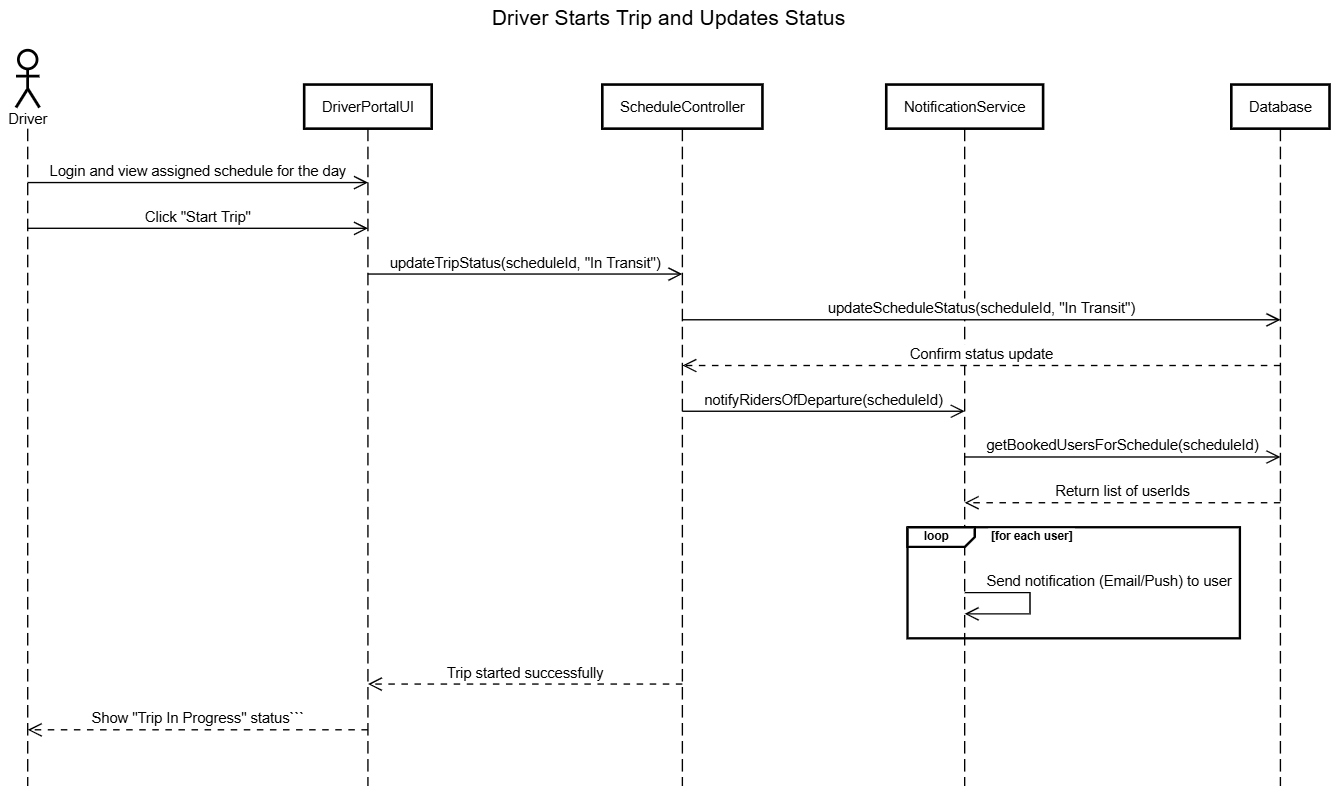 Driver Starts Trip and Updates Status
Driver
DriverPortalUI
ScheduleController
NotificationService
Database
Login and view assigned schedule for the day
Click "Start Trip"
updateTripStatus(scheduleId, "In Transit")
updateScheduleStatus(scheduleId, "In Transit")
Confirm status update
notifyRidersOfDeparture(scheduleId)
getBookedUsersForSchedule(scheduleId)
Return list of userIds
loop [for each user]
Send notification (Email/Push) to user
Trip started successfully
Show "Trip In Progress" status```